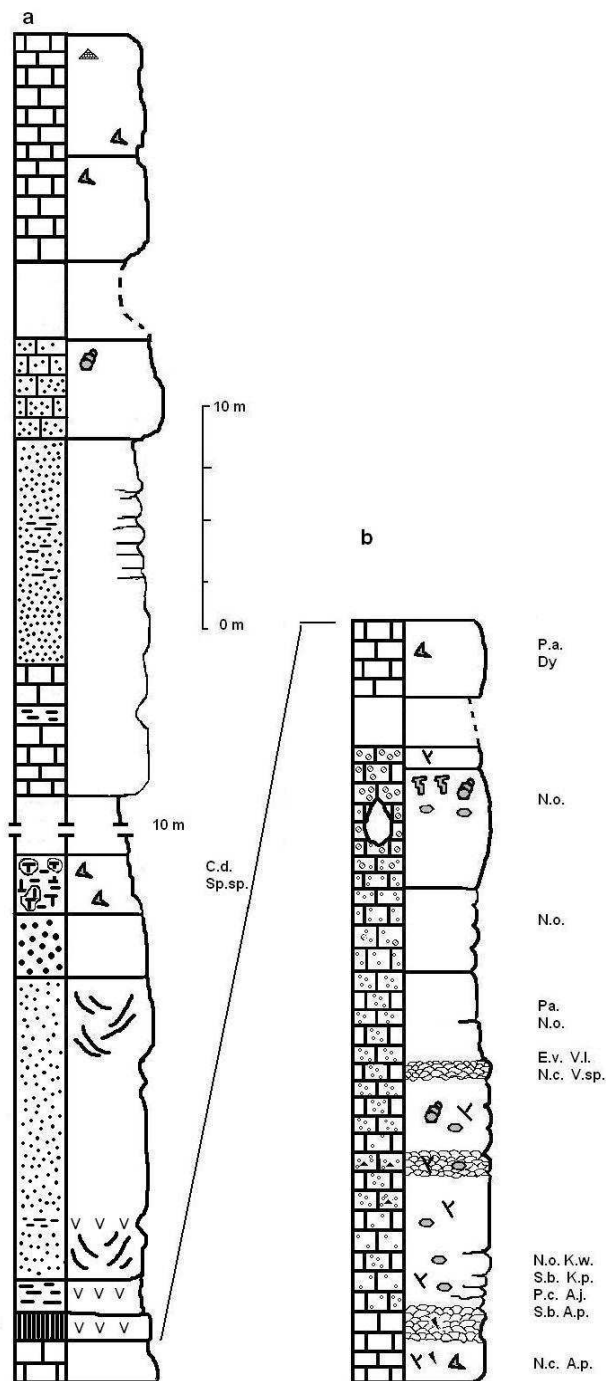 a
10 m
0 m
b
P.a.
Dy
N.o.
10 m
C.d.
Sp.sp.
N.o.
Pa.
N.o.
E.v. V.l.
N.c. V.sp.
N.o. K.w.
S.b. K.p.
P.c. A.j.
S.b. A.p.
N.c. A.p.